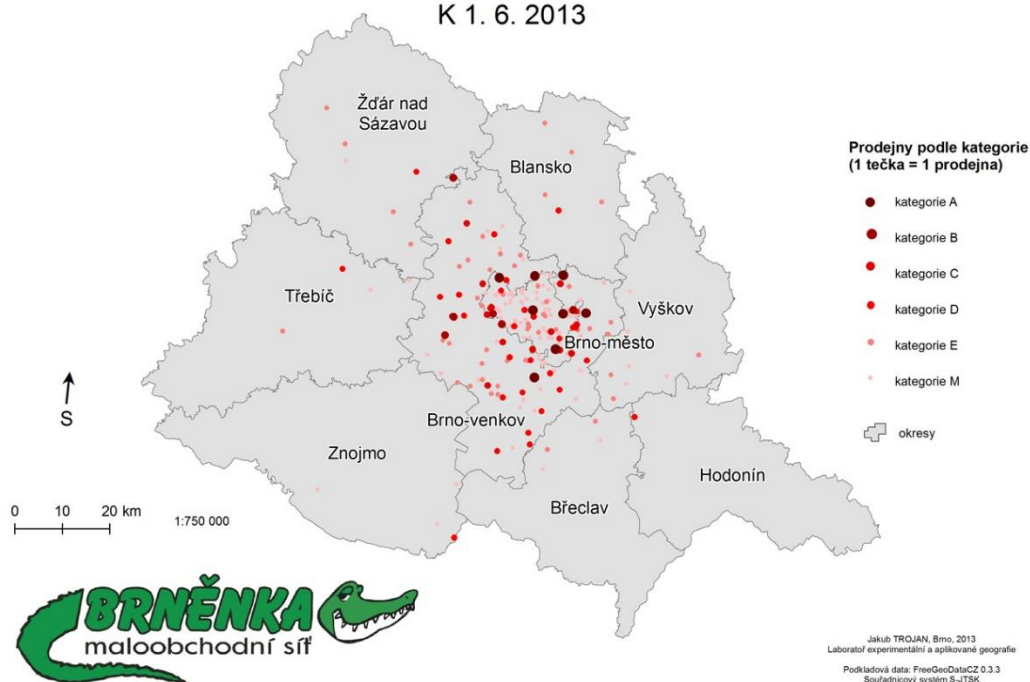 K 1. 6. 2013
Žďár nad
Sázavou
Blansko
Prodejny podle kategorie
(1 tečka = 1 prodejna)
kategorie A
kategorie B
kategorie C
kategorie D
kategorie E
kategorie M
okresy
Třebíč
Vyškov
Brno-město
S
Brno-venkov
Znojmo
Hodonín
Břeclav
0 10 20 km
1:750 000
BRNĚNKA
maloobchodní síť
Jakub TROJAN, Brno, 2013
Laboratoř experimentální a aplikované geografie
Podkladová data: FreeGeoDataCZ 0.3.3
Souřadnicový systém S-JTSK